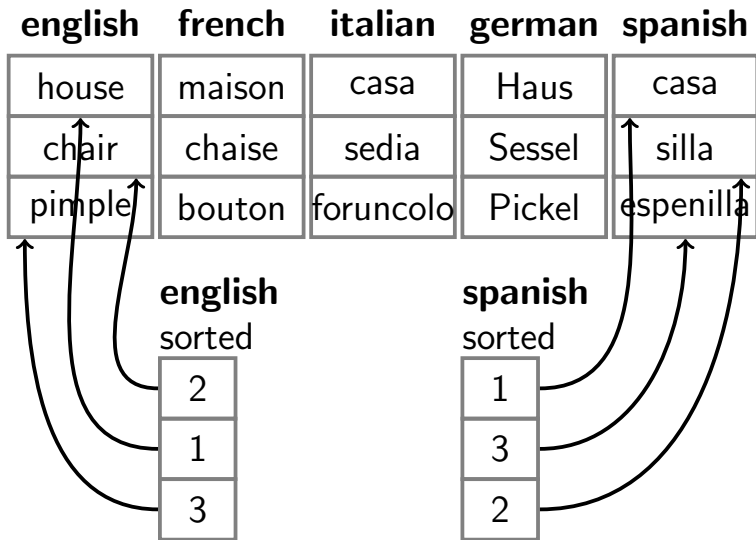 english french italian german spanish
house maison casa Haus casa
chair chaise sedia Sessel silla
pimple bouton foruncolo Pickel espenilla
english spanish
sorted sorted
2 1
1 3
3 2